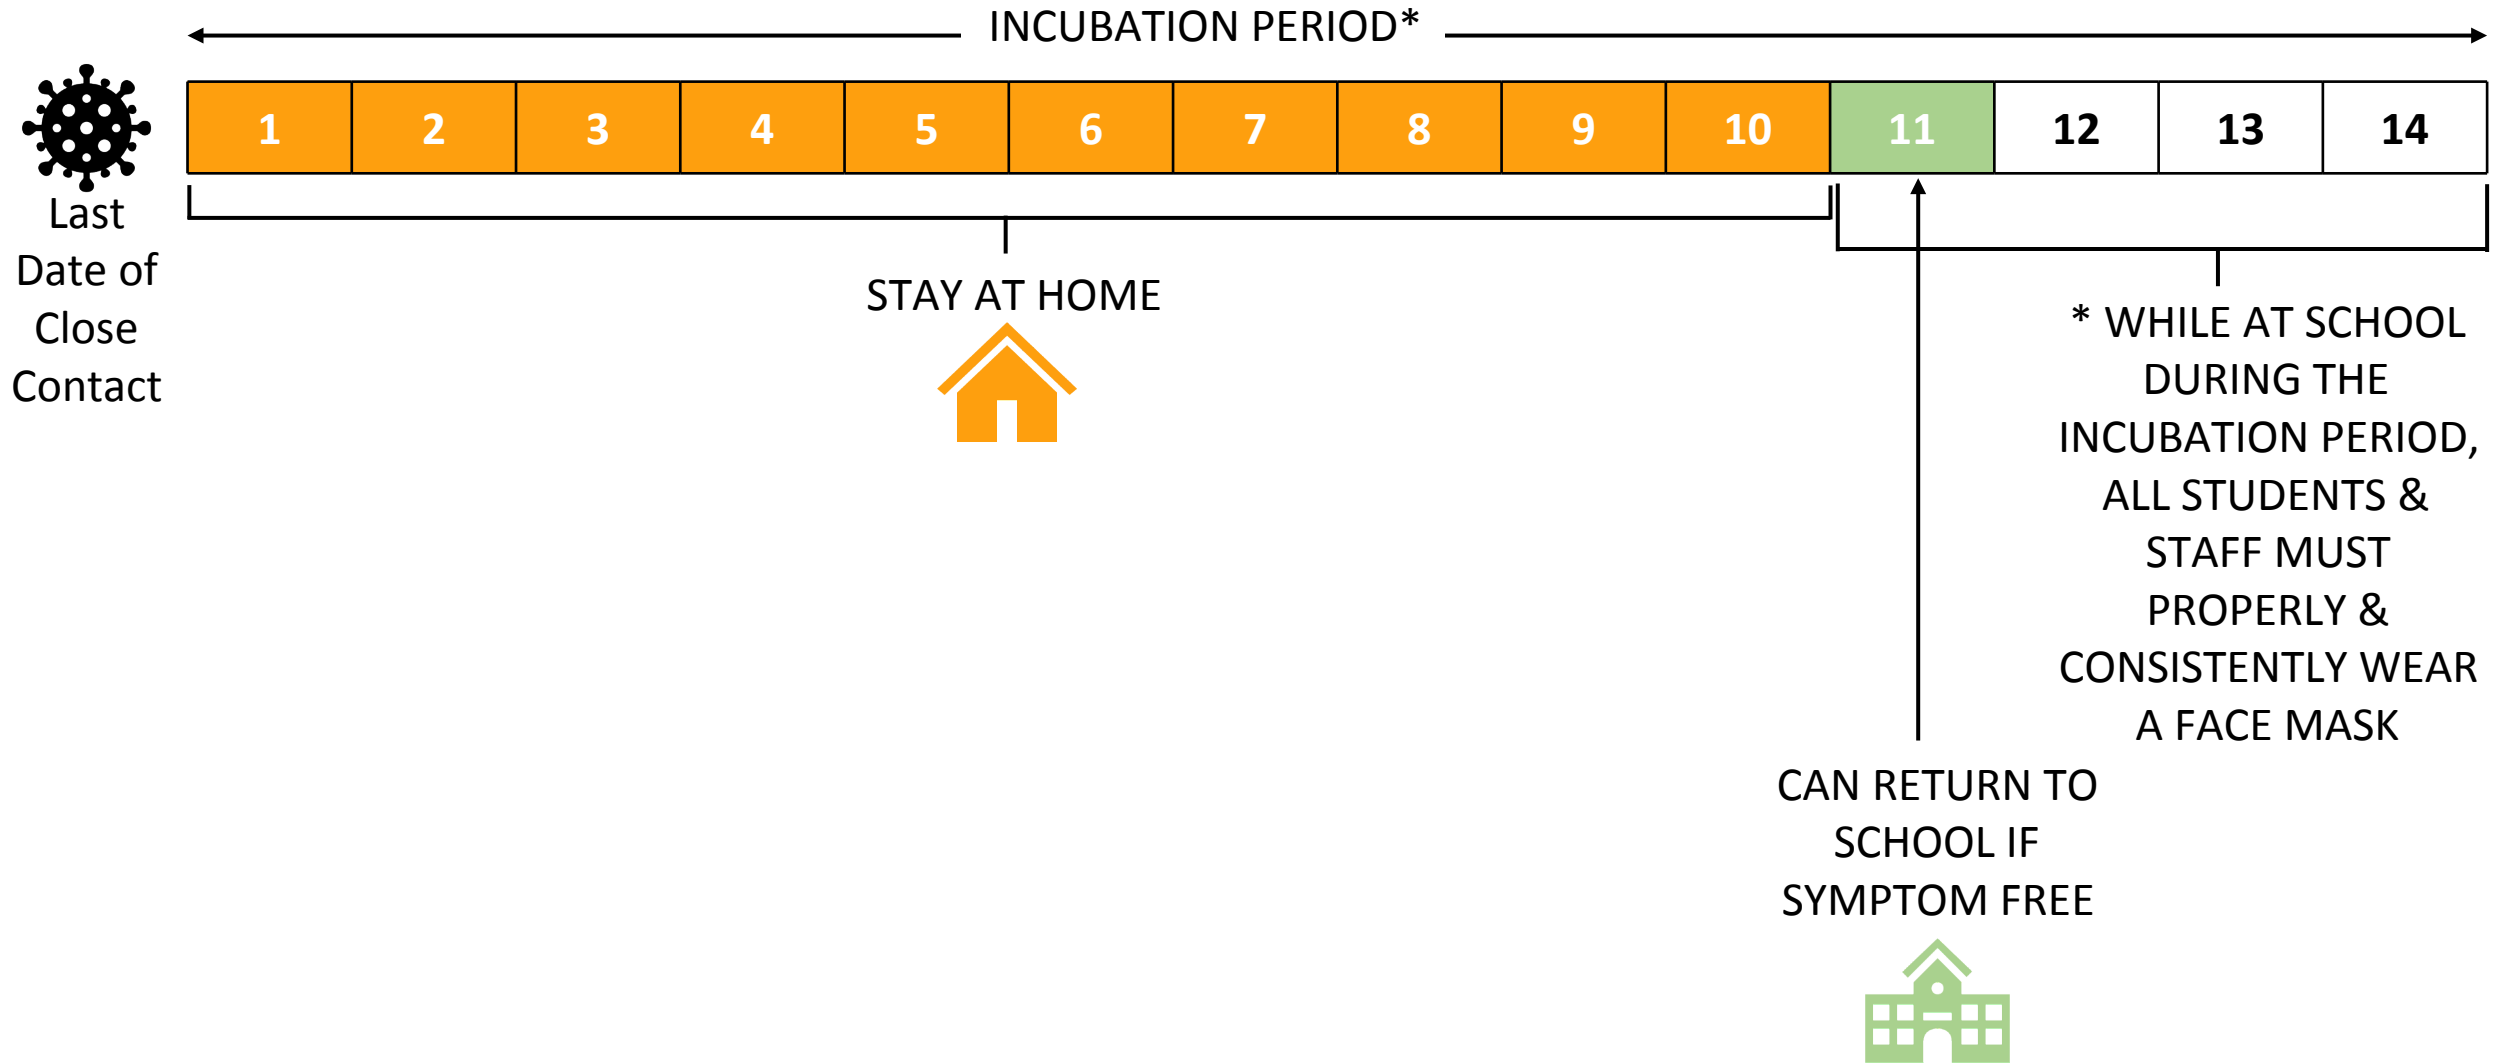 INCUBATION PERIOD*
1 2 3 4 5 6 7 8 9 10 11 12 13 14
Last
Date of
Close
Contact
STAY AT HOME
* WHILE AT SCHOOL
DURING THE
INCUBATION PERIOD,
ALL STUDENTS &
STAFF MUST
PROPERLY &
CONSISTENTLY WEAR
A FACE MASK
CAN RETURN TO
SCHOOL IF
SYMPTOM FREE